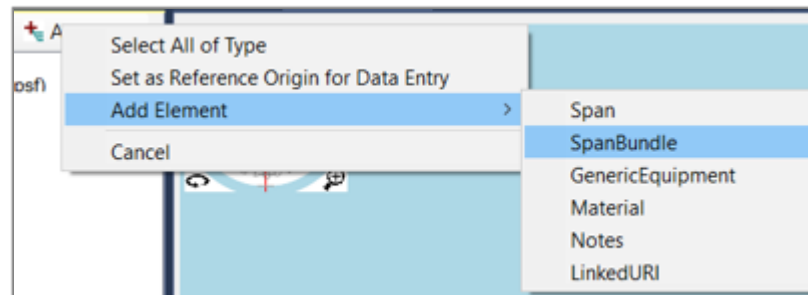 A
Select All of Type
psf)
Set as Reference Origin for Data Entry
Add Element
Cancel
Span
SpanBundle
GenericEquipment
Material
Notes
LinkedURI